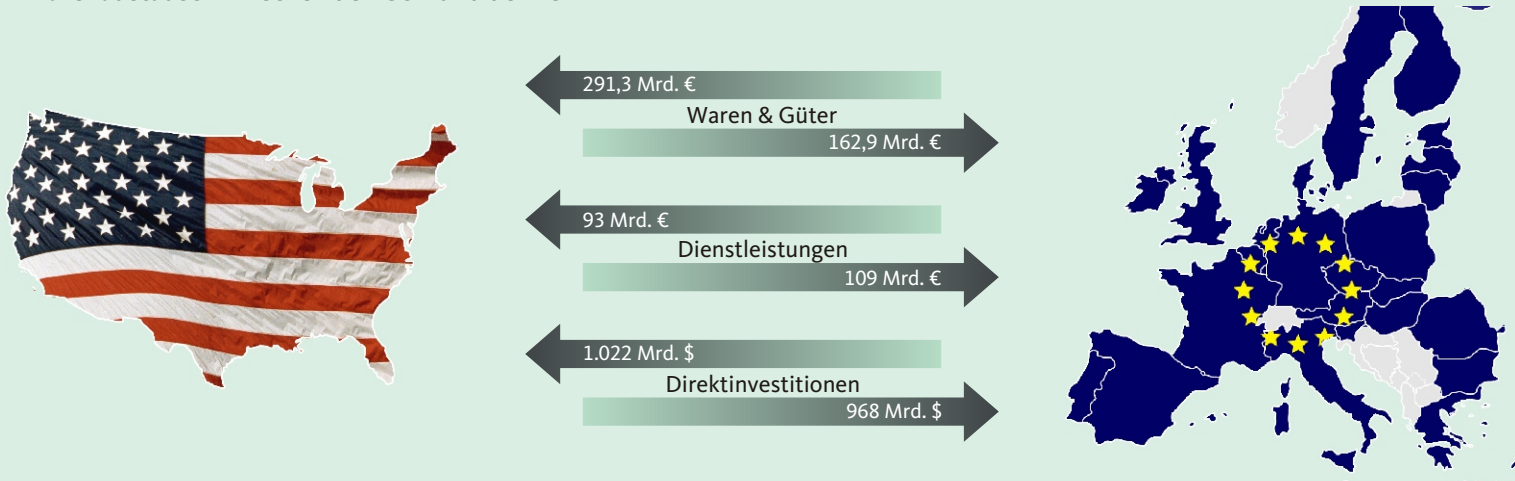 291,3 Mrd. €
Waren & Güter
162,9 Mrd. €
93 Mrd. €
Dienstleistungen
109 Mrd. €
1.022 Mrd. $
Direktinvestitionen
968 Mrd. $